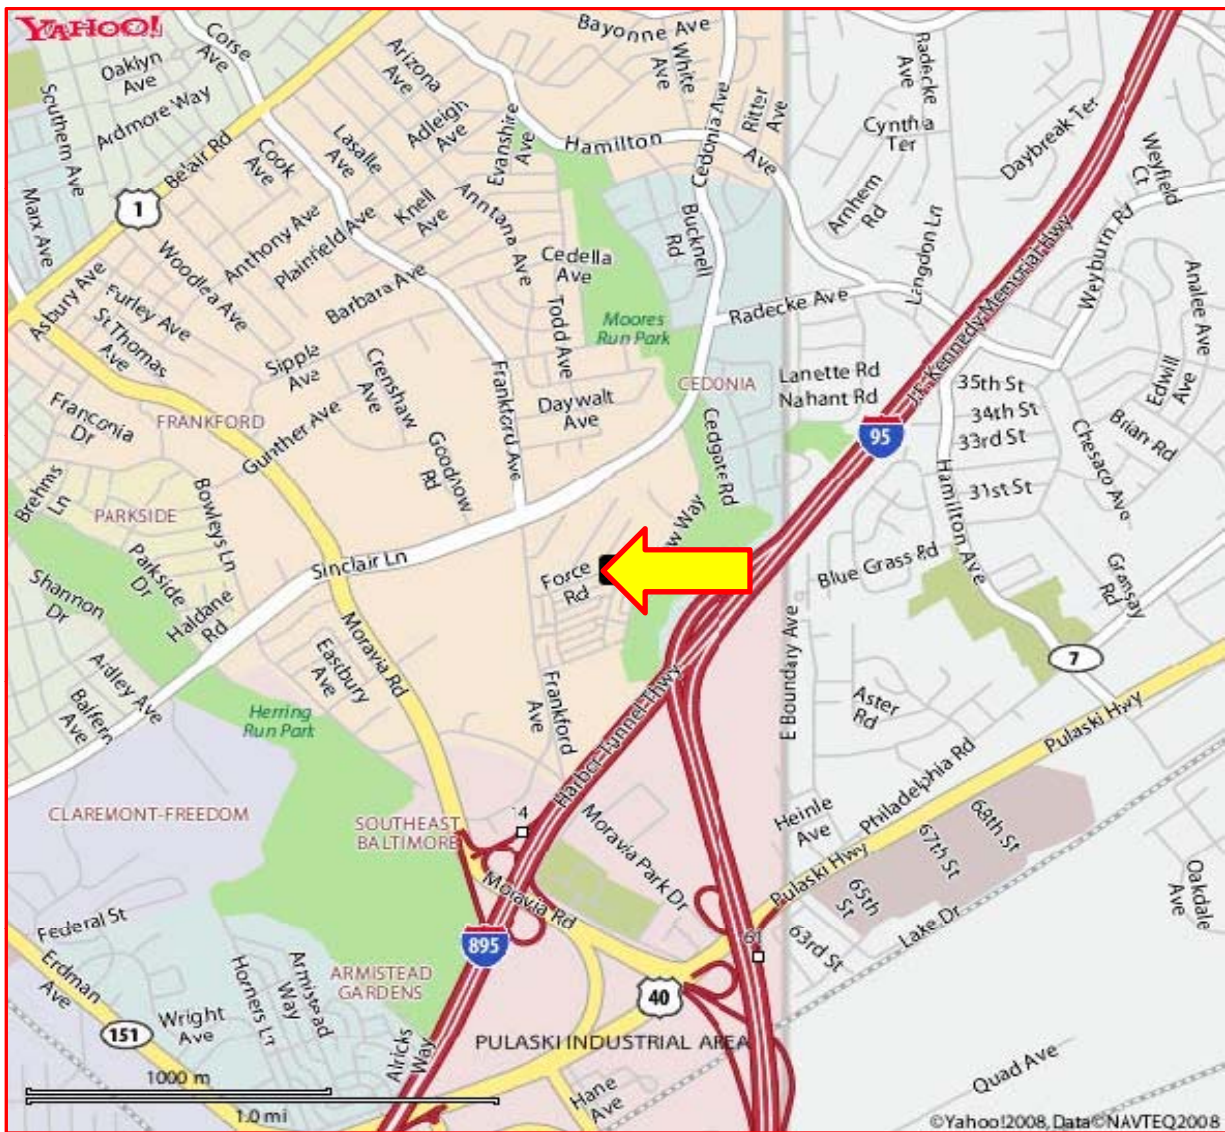 YAHOO!
Corse
Ave
Oaklyn
Ave
Ardmore Way
Southern Ave
Marx Ave
Belair Rd
1
Cook
Ave
Lasalle
Ave
Arizona
Ave
Adleigh
Ave
Evanshire
Ave
Bayonne Ave
White
Ave
Cedonia Ave
Ritter
Ave
Hamilton
Ave
Radecke
Ave
Cynthia
Ter
Daybreak Ter
Weyfield
Ct
Arnhem
Rd
Langdon Ln
Weyburn Rd
Analee Ave
Edwill
Ave
Brian Rd
Chesaco Ave
J.F. Kennedy Memorial Hwy
Anthony Ave
Plainfield Ave
Knell
Ave
Anntana Ave
Cedella
Ave
Bucknell
Rd
Woodlea Ave
Barbara Ave
Asbury Ave
Furley Ave
St Thomas
Ave
Todd Ave
Moores
Run Park
Radecke Ave
Sipple
Ave
Crenshaw
Ave
Frankford Ave
Daywalt
Ave
CEDONIA
Lanette Rd
Nahant Rd
35th St
34th St
33rd St
31st St
95
Franconia
Dr
FRANKFORD
Gunther Ave
Goodnow
Rd
Cedgate Rd
Hamilton Ave
Brehms
Ln
PARKSIDE
Bowleys Ln
Parkside
Dr
Sinclair Ln
Force
Rd
w Way
Blue Grass Rd
Gransay
Rd
Shannon
Dr
Haldane
Rd
Moravia Rd
Eastbury
Ave
Ardley Ave
Balfern
Ave
Herring
Run Park
Frankford
Ave
Harbor Tunnel Thwy
E Boundary Ave
Aster
Rd
7
Pulaski Hwy
Philadelphia Rd
CLAREMONT-FREEDOM
SOUTHEAST
BALTIMORE
14
Moravia Park Dr
Heinle
Ave
68th St
67th St
65th
St
63rd St
Lake Dr
Oakdale
Ave
Pulaski Hwy
Moravia Rd
61
Federal St
Erdman
Ave
895
ARMISTEAD
GARDENS
Armistead
Way
Horners Ln
Wright
Ave
151
40
PULASKI INDUSTRIAL AREA
Alricks
Way
Hane
Ave
Quad Ave
1000 m
1.0 mi
©Yahoo!2008, Data©NAVTEQ2008